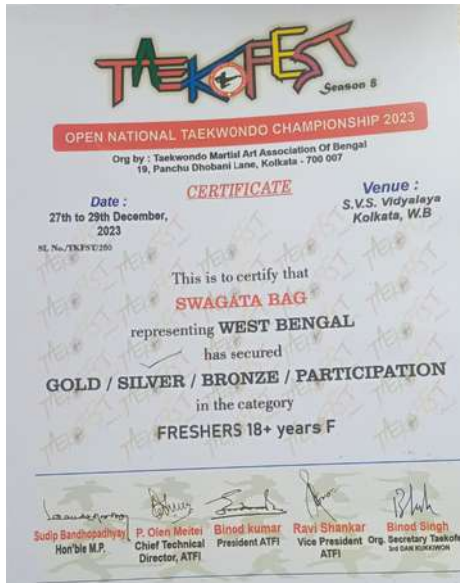 TAEKOFEST
Season 8
OPEN NATIONAL TAEKWONDO CHAMPIONSHIP 2023
Org by : Taekwondo Martial Art Association Of Bengal
19, Panchu Dhobani Lane, Kolkata - 700 007
CERTIFICATE
Date :
27th to 29th December,
2023
Venue :
S.V.S. Vidyalaya
Kolkata, W.B
SL No./TKFST/260
This is to certify that
SWAGATA BAG
representing WEST BENGAL
has secured
GOLD / SILVER / BRONZE / PARTICIPATION
in the category
FRESHERS 18+ years F
Sudip Bandhopadhyay
Hon'ble M.P.
P. Olen Meitei
Chief Technical
Director, ATFI
Binod kumar
President ATFI
Ravi Shankar
Vice President
ATFI
Binod Singh
Org. Secretary Taekofe
3rd DAN KUKKIWON